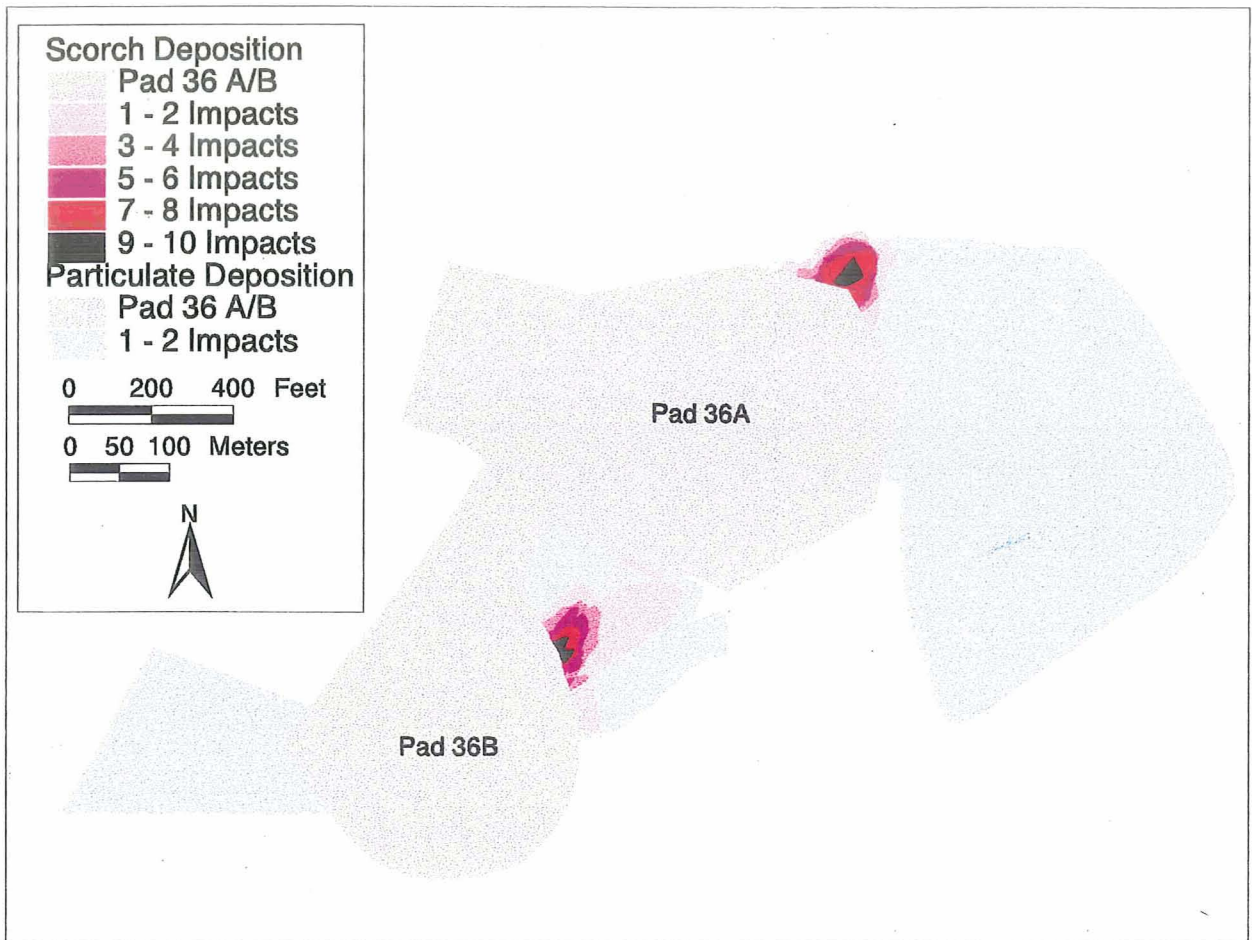 Scorch Deposition
Pad 36 A/B
1 - 2 Impacts
3 - 4 Impacts
5 - 6 Impacts
7 - 8 Impacts
9 - 10 Impacts
Particulate Deposition
Pad 36 A/B
1 - 2 Impacts
0 200 400 Feet
0 50 100 Meters
N
Pad 36A
Pad 36B